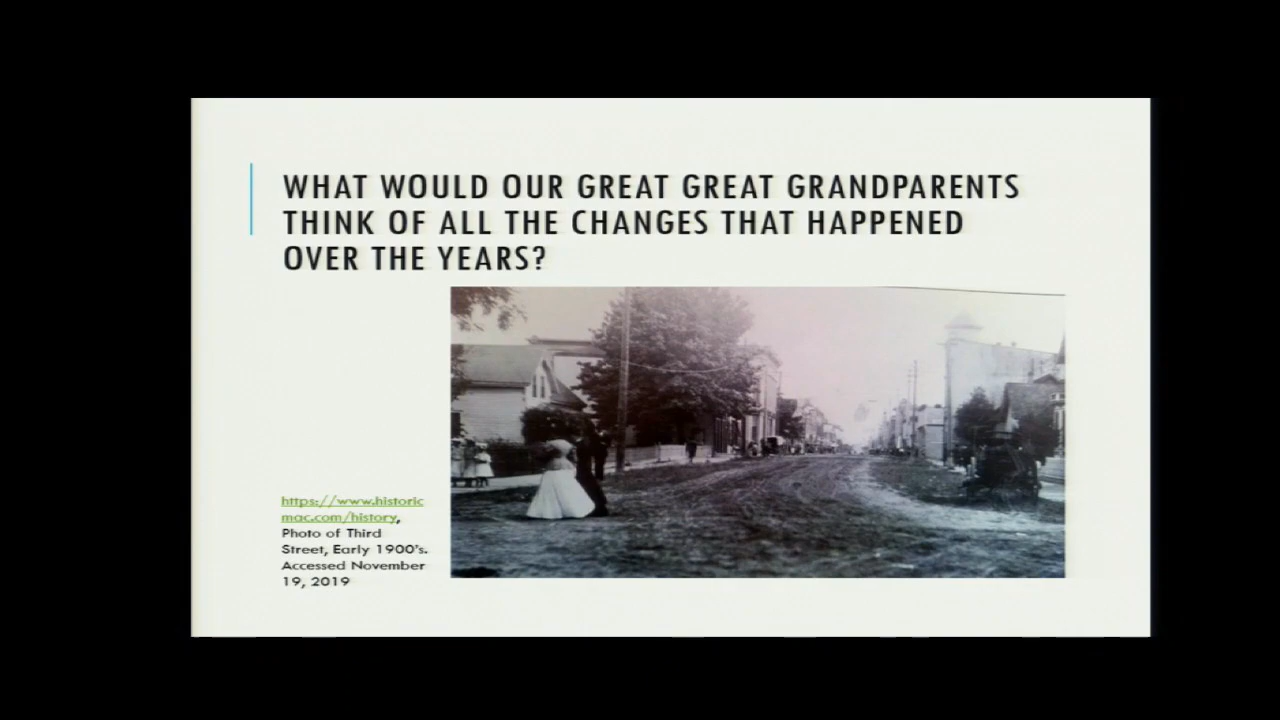 WHAT WOULD OUR GREAT GREAT GRANDPARENTS
THINK OF ALL THE CHANGES THAT HAPPENED
OVER THE YEARS?
https://www.historic
mac.com/history,
Photo of Third
Street, Early 1900's.
Accessed November
19, 2019